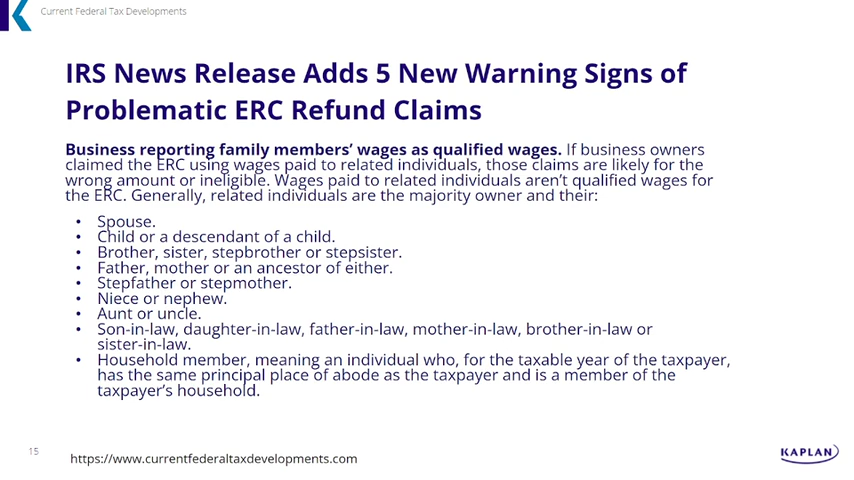 Current Federal Tax Developments
IRS News Release Adds 5 New Warning Signs of
Problematic ERC Refund Claims
Business reporting family members' wages as qualified wages. If business owners
claimed the ERC using wages paid to related individuals, those claims are likely for the
wrong amount or ineligible. Wages paid to related individuals aren't qualified wages for
the ERC. Generally, related individuals are the majority owner and their:
• Spouse.
• Child or a descendant of a child.
• Brother, sister, stepbrother or stepsister.
• Father, mother or an ancestor of either.
• Stepfather or stepmother.
• Niece or nephew.
• Aunt or uncle.
• Son-in-law, daughter-in-law, father-in-law, mother-in-law, brother-in-law or
sister-in-law.
• Household member, meaning an individual who, for the taxable year of the taxpayer,
has the same principal place of abode as the taxpayer and is a member of the
taxpayer's household.
15
https://www.currentfederaltaxdevelopments.com
KAPLAN